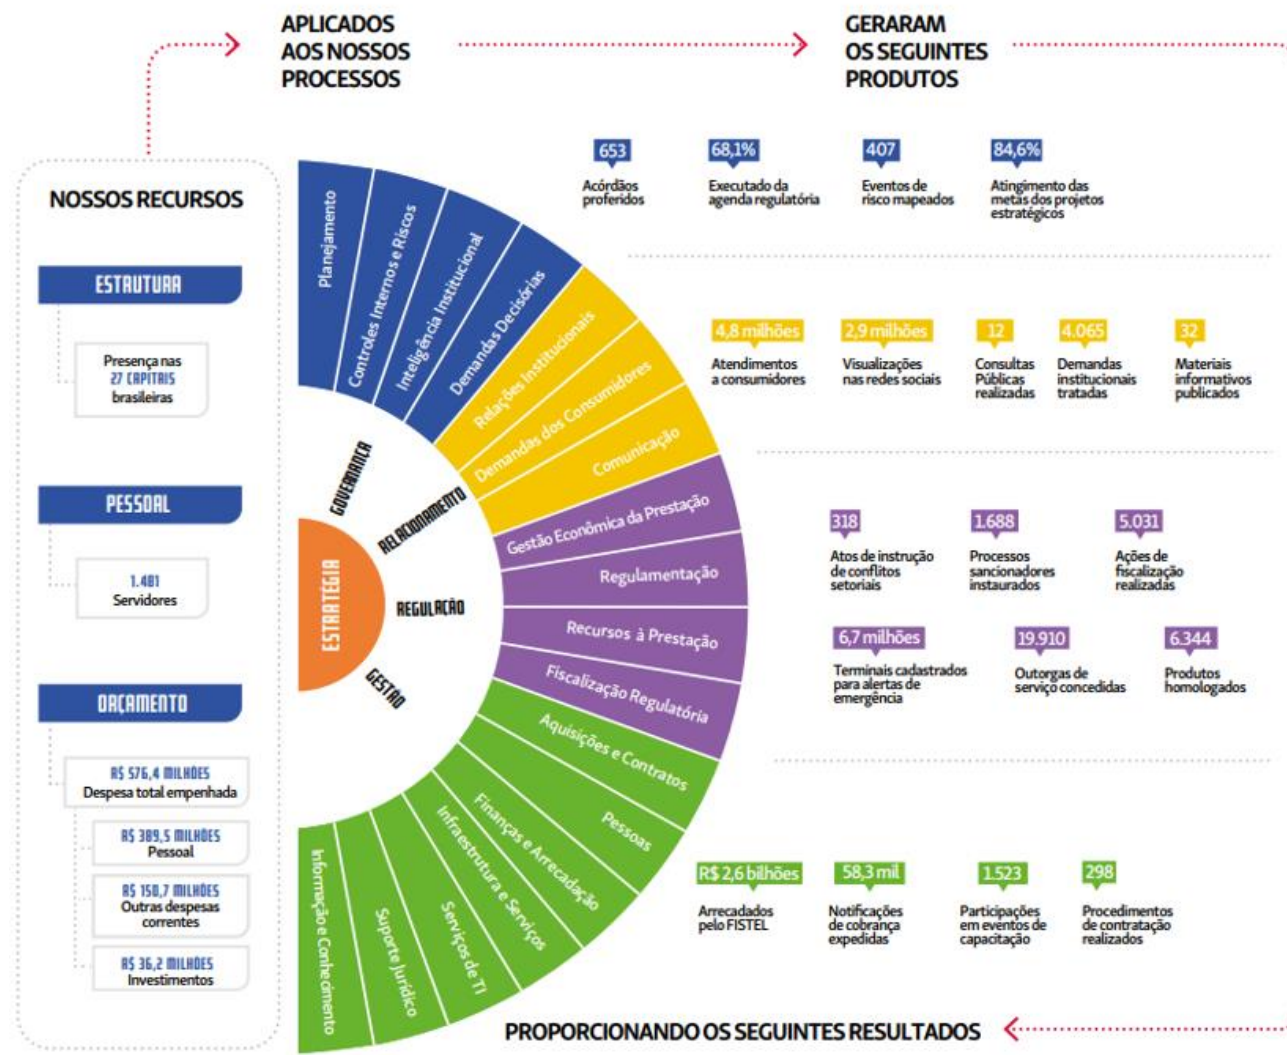 APLICADOS
AOS NOSSOS
PROCESSOS
GERARAM
OS SEGUINTES
PRODUTOS
NOSSOS RECURSOS
ESTRUTURA
Presença nas
27 CAPITAIS
brasileiras
PESSOAL
1.481
Servidores
ORÇAMENTO
R$ 576,4 MILHÕES
Despesa total empenhada
R$ 389,5 MILHÕES
Pessoal
R$ 150,7 MILHÕES
Outras despesas
correntes
R$ 36,2 MILHÕES
Investimentos
ESTRATÉGIA
GOVERNANÇA
RELACIONAMENTO
REGULAÇÃO
GESTÃO
Planejamento
Controles Internos e Riscos
Inteligência Institucional
Demandas Decisórias
Relações Institucionais
Demandas dos Consumidores
Comunicação
Gestão Econômica da Prestação
Regulamentação
Recursos à Prestação
Fiscalização Regulatória
Aquisições e Contratos
Pessoas
Finanças e Arrecadação
Infraestrutura e Serviços
Serviços de TI
Suporte Jurídico
Informação e Conhecimento
653
Acórdãos
proferidos
68,1%
Executado da
agenda regulatória
407
Eventos de
risco mapeados
84,6%
Atingimento das
metas dos projetos
estratégicos
4,8 milhões
Atendimentos
a consumidores
2,9 milhões
Visualizações
nas redes sociais
12
Consultas
Públicas
realizadas
4.065
Demandas
institucionais
tratadas
32
Materiais
informativos
publicados
318
Atos de instrução
de conflitos
setoriais
1.688
Processos
sancionadores
instaurados
5.031
Ações de
fiscalização
realizadas
6,7 milhões
Terminais cadastrados
para alertas de
emergência
19.910
Outorgas de
serviço concedidas
6.344
Produtos
homologados
R$ 2,6 bilhões
Arrecadados
pelo FISTEL
58,3 mil
Notificações
de cobrança
expedidas
1.523
Participações
em eventos de
capacitação
298
Procedimentos
de contratação
realizados
PROPORCIONANDO OS SEGUINTES RESULTADOS